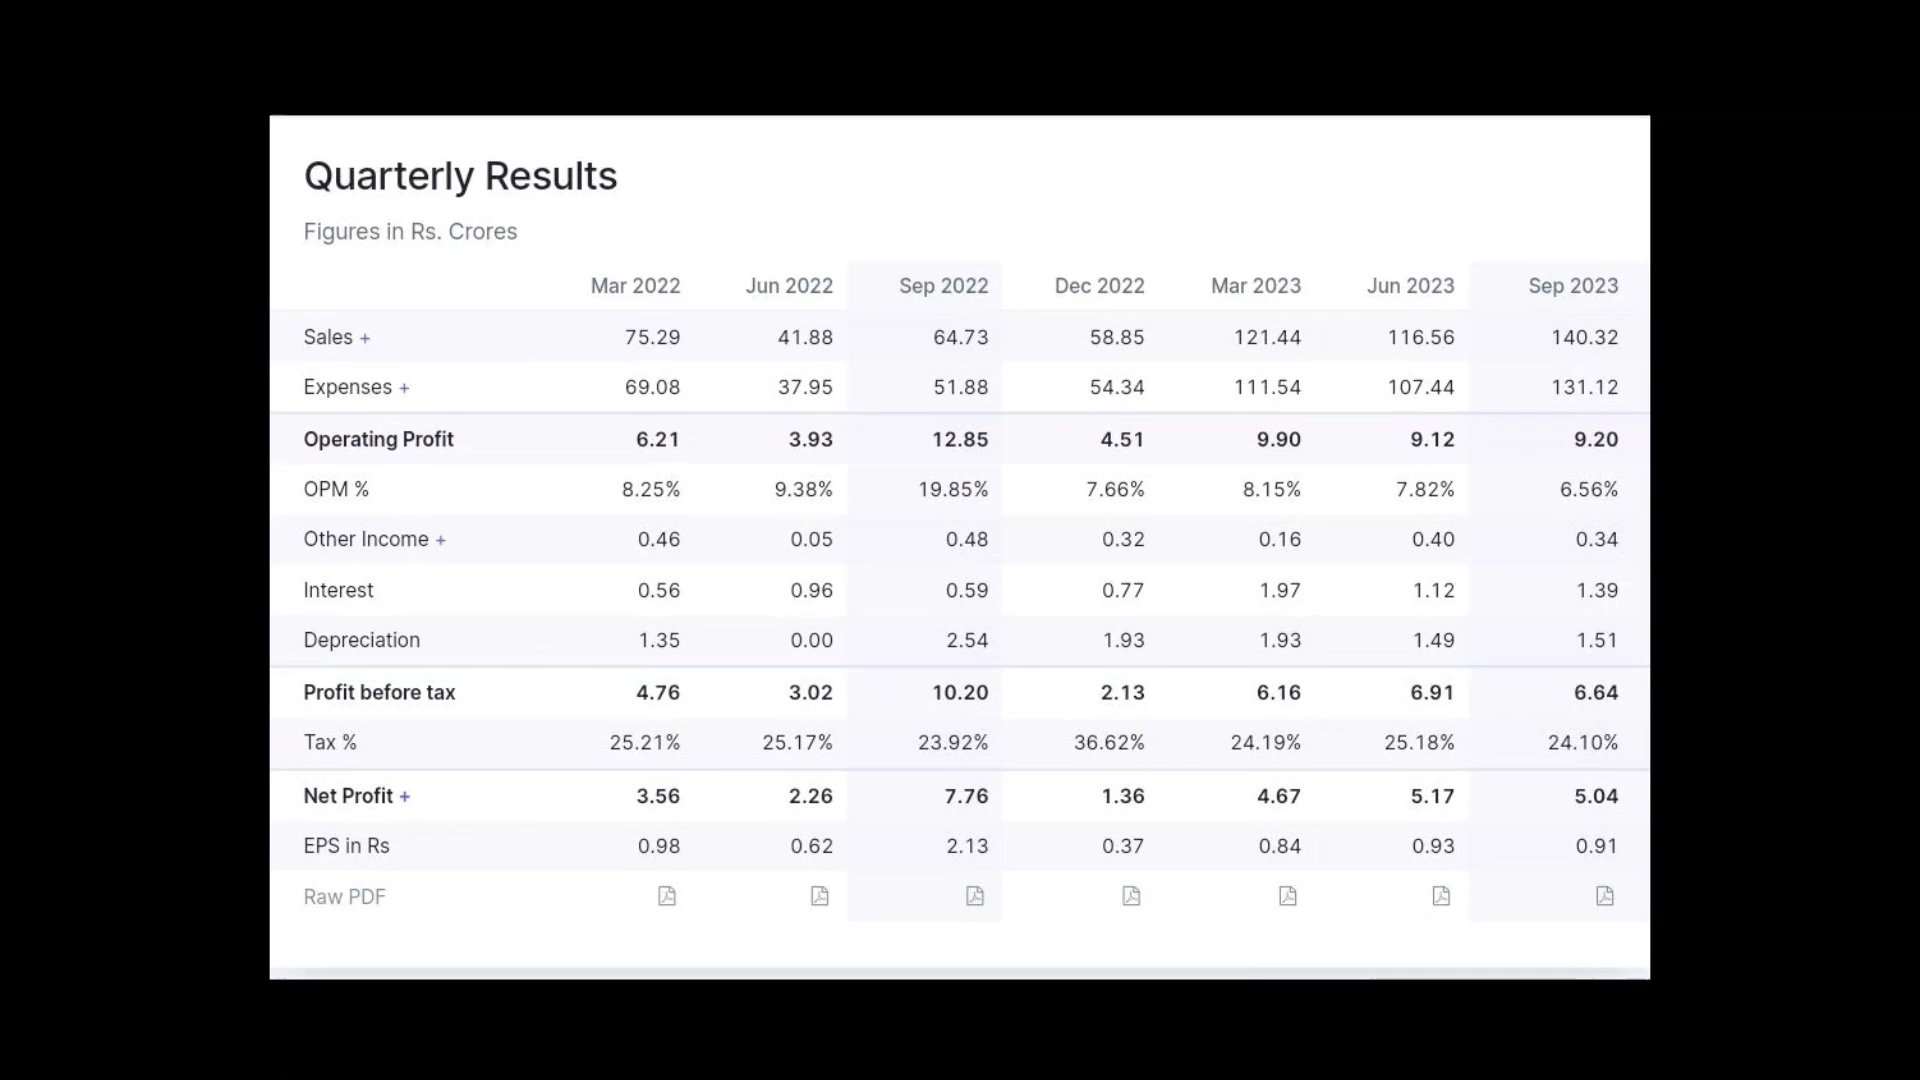 Quarterly Results
Figures in Rs. Crores
Mar 2022 Jun 2022 Sep 2022 Dec 2022 Mar 2023 Jun 2023 Sep 2023
Sales + 75.29 41.88 64.73 58.85 121.44 116.56 140.32
Expenses + 69.08 37.95 51.88 54.34 111.54 107.44 131.12
Operating Profit 6.21 3.93 12.85 4.51 9.90 9.12 9.20
OPM % 8.25% 9.38% 19.85% 7.66% 8.15% 7.82% 6.56%
Other Income + 0.46 0.05 0.48 0.32 0.16 0.40 0.34
Interest 0.56 0.96 0.59 0.77 1.97 1.12 1.39
Depreciation 1.35 0.00 2.54 1.93 1.93 1.49 1.51
Profit before tax 4.76 3.02 10.20 2.13 6.16 6.91 6.64
Tax % 25.21% 25.17% 23.92% 36.62% 24.19% 25.18% 24.10%
Net Profit + 3.56 2.26 7.76 1.36 4.67 5.17 5.04
EPS in Rs 0.98 0.62 2.13 0.37 0.84 0.93 0.91
Raw PDF